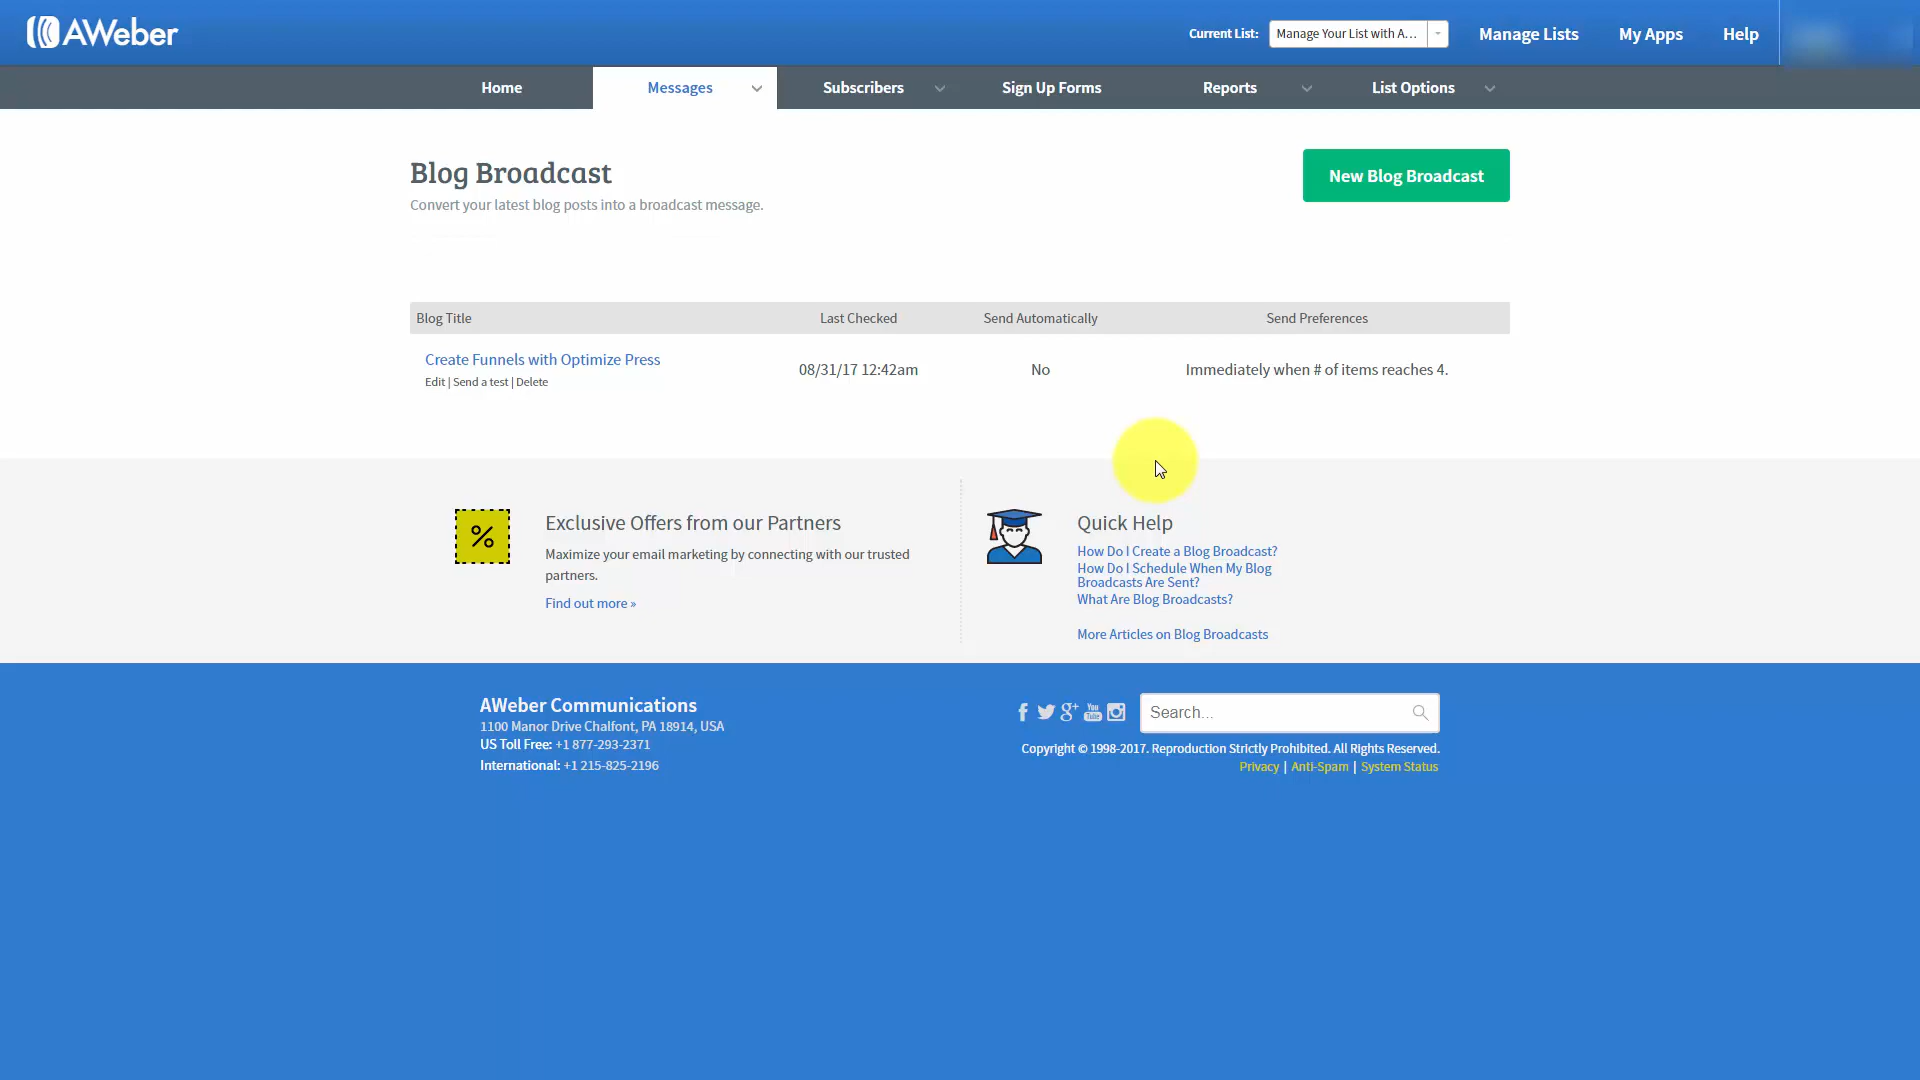 AWeber
Current List: Manage Your List with A... Manage Lists My Apps Help
Home Messages Subscribers Sign Up Forms Reports List Options
Blog Broadcast
New Blog Broadcast
Convert your latest blog posts into a broadcast message.
Blog Title Last Checked Send Automatically Send Preferences
Create Funnels with Optimize Press
08/31/17 12:42am No Immediately when # of items reaches 4.
Edit | Send a test | Delete
%
Exclusive Offers from our Partners
Maximize your email marketing by connecting with our trusted
partners.
Find out more »
Quick Help
How Do I Create a Blog Broadcast?
How Do I Schedule When My Blog
Broadcasts Are Sent?
What Are Blog Broadcasts?
More Articles on Blog Broadcasts
AWeber Communications
1100 Manor Drive Chalfont, PA 18914, USA
US Toll Free: +1 877-293-2371
International: +1 215-825-2196
f g+ You Tube
Search...
Copyright © 1998-2017. Reproduction Strictly Prohibited. All Rights Reserved.
Privacy | Anti-Spam | System Status